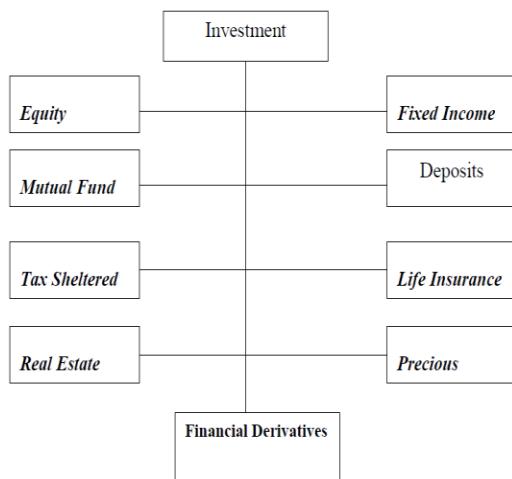 Investment
Equity
Fixed Income
Mutual Fund
Deposits
Tax Sheltered
Life Insurance
Real Estate
Precious
Financial Derivatives